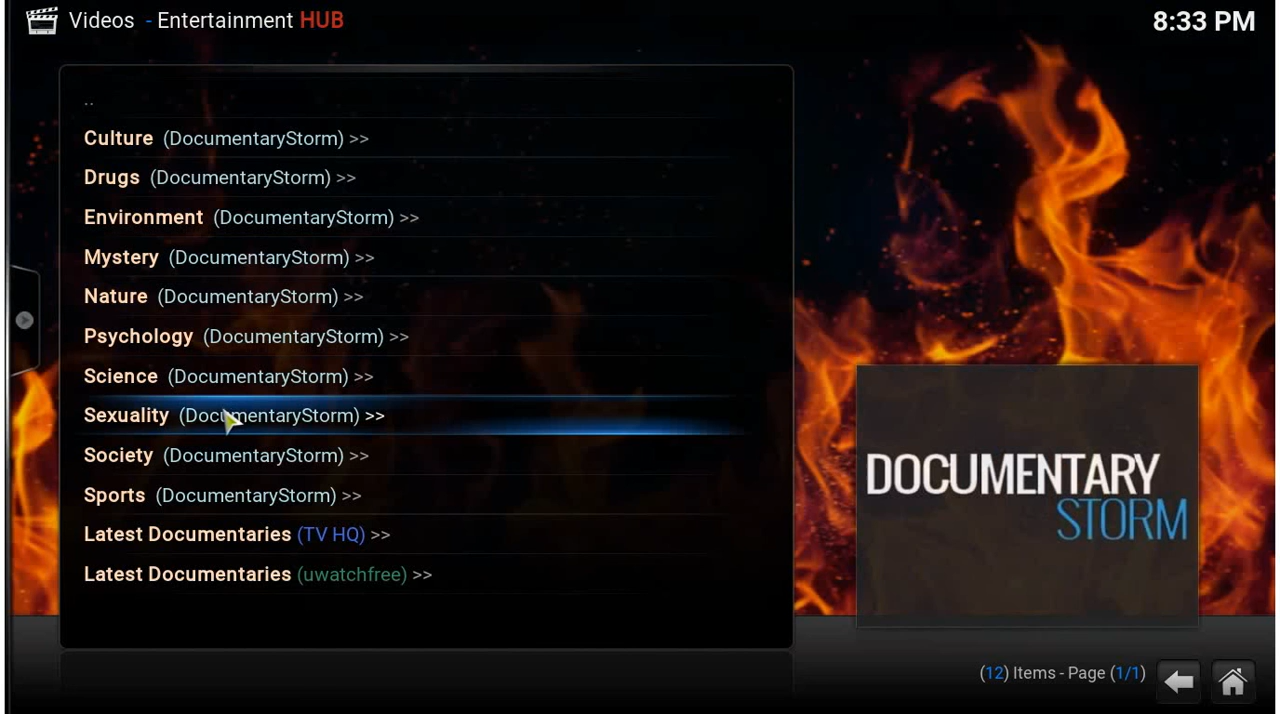 Videos - Entertainment HUB
8:33 PM
..
Culture (DocumentaryStorm) >>
Drugs (DocumentaryStorm) >>
Environment (DocumentaryStorm) >>
Mystery (DocumentaryStorm) >>
Nature (DocumentaryStorm) >>
Psychology (DocumentaryStorm) >>
Science (DocumentaryStorm) >>
Sexuality (DocumentaryStorm) >>
Society (DocumentaryStorm) >>
Sports (DocumentaryStorm) >>
Latest Documentaries (TV HQ) >>
Latest Documentaries (uwatchfree) >>
DOCUMENTARY
STORM
(12) Items - Page (1/1)